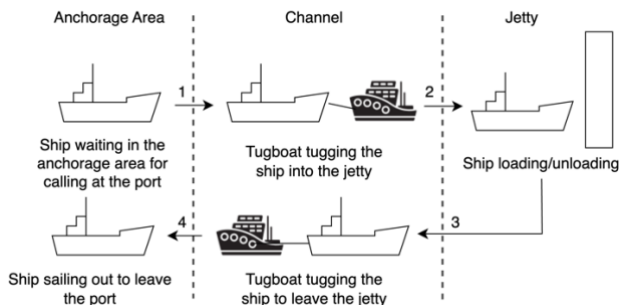 Anchorage Area
Channel
Jetty
1
2
Ship waiting in the
anchorage area for
calling at the port
Tugboat tugging the
ship into the jetty
Ship loading/unloading
3
4
Ship sailing out to leave
the port
Tugboat tugging the
ship to leave the jetty